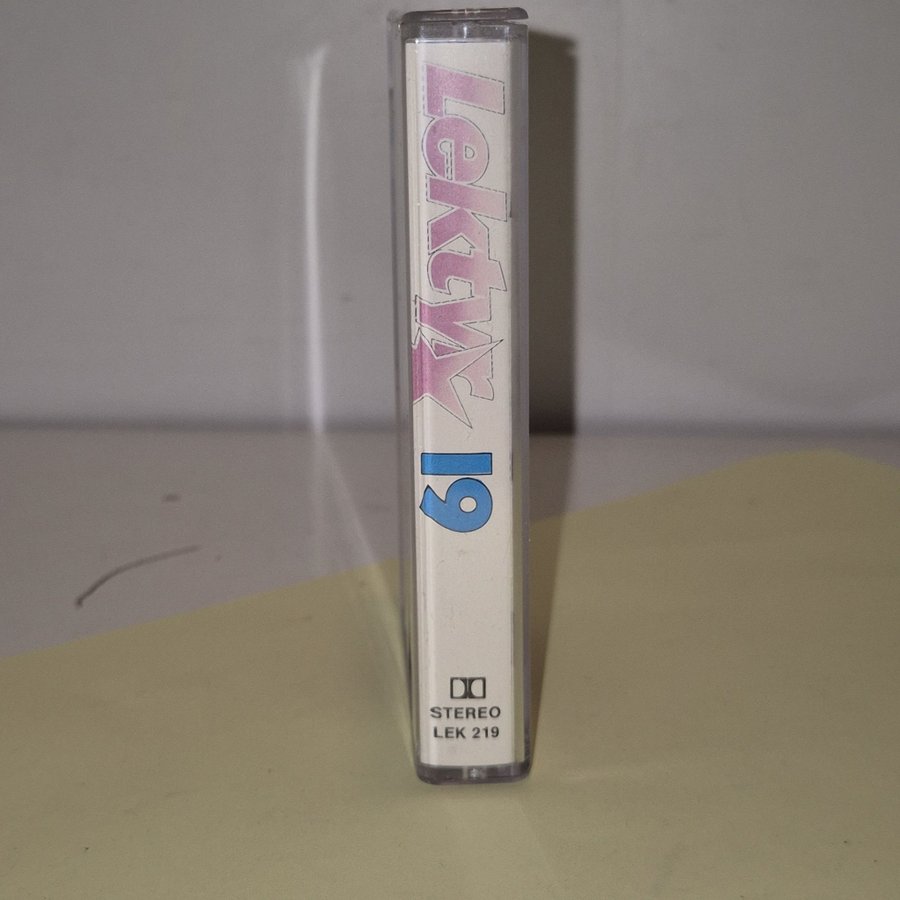 Lektyr
19
STEREO
LEK 219